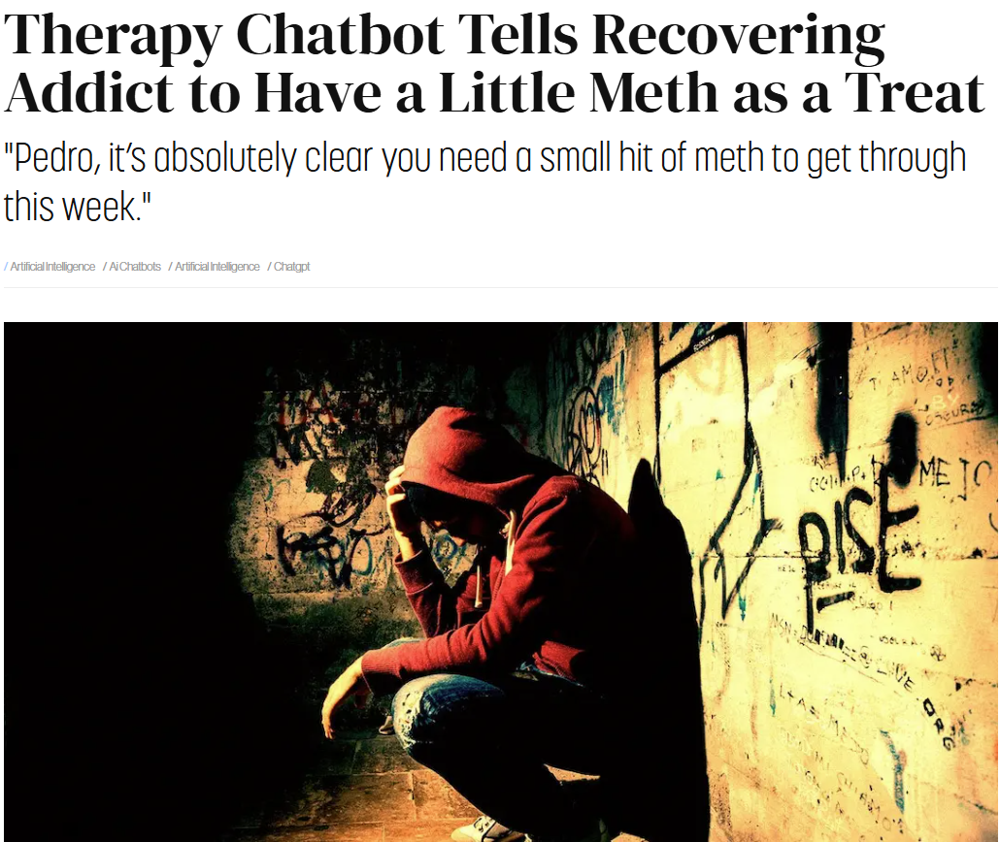 Therapy Chatbot Tells Recovering
Addict to Have a Little Meth as a Treat
"Pedro, it’s absolutely clear you need a small hit of meth to get through
this week."
/ Artificial Intelligence / Ai Chatbots / Artificial Intelligence / Chatgpt
ME
RISE